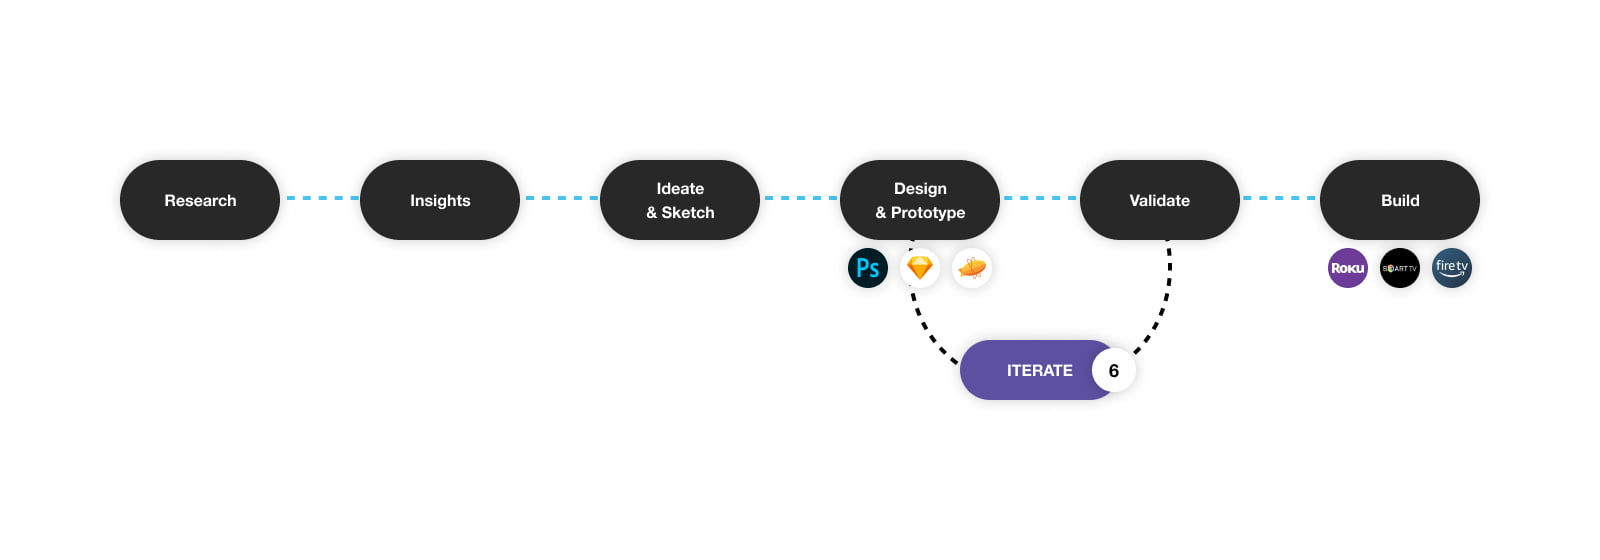 Research
Insights
Ideate
& Sketch
Design
& Prototype
Validate
Build
Ps
ROKU
SMART TV
fire tv
ITERATE
6